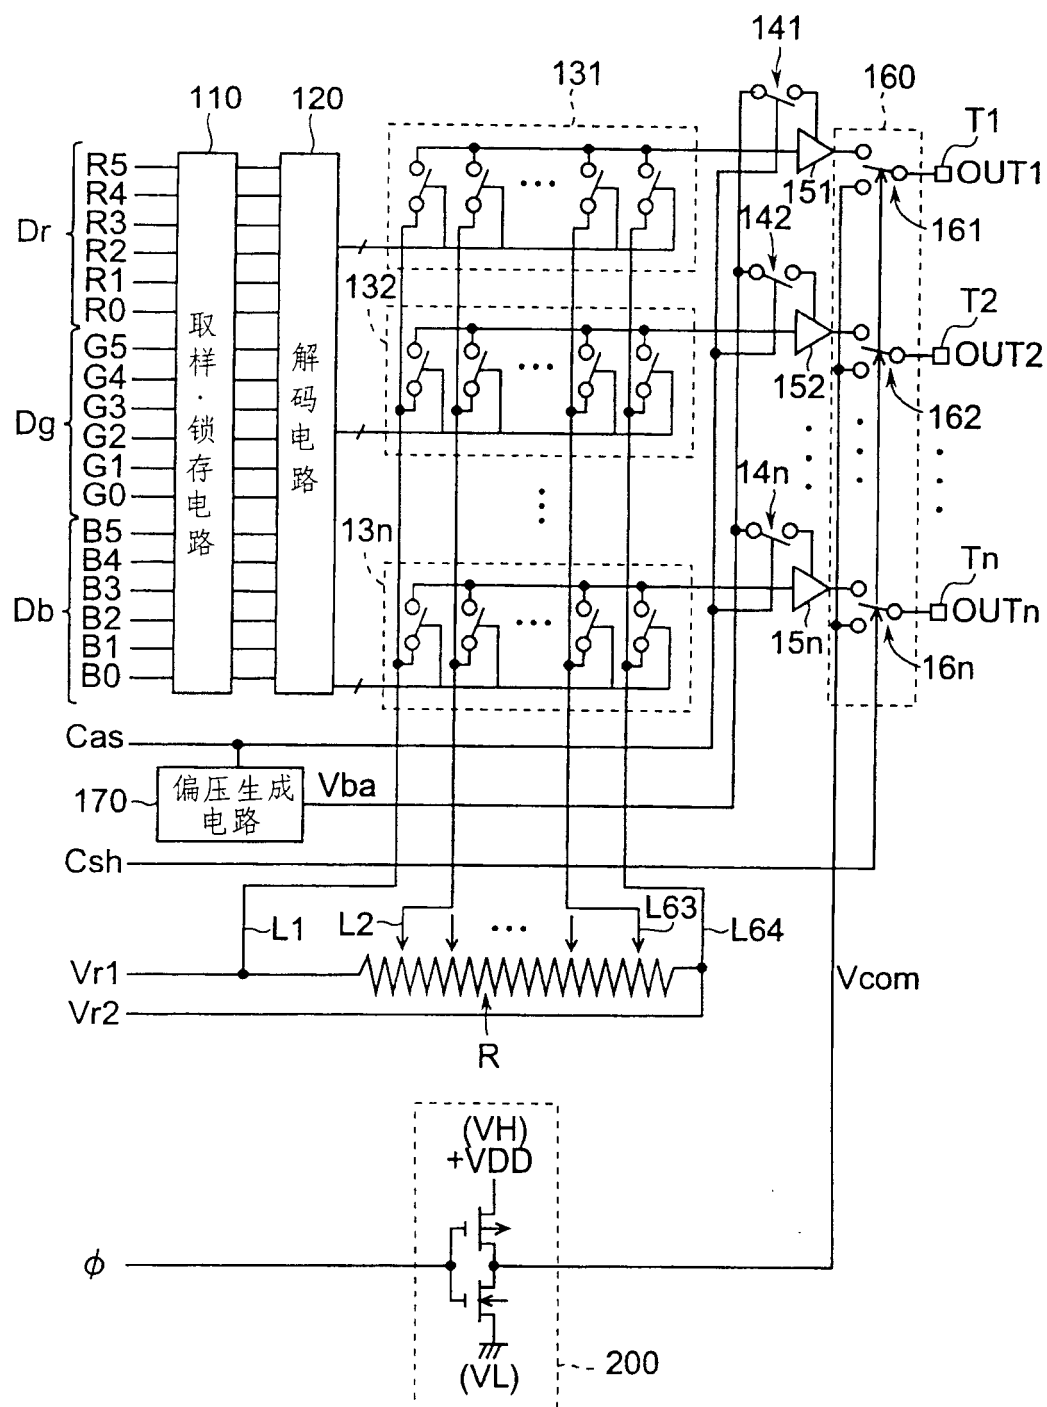 141
131
160
110
120
T1
R5
R4
R3
R2
R1
R0
Dr
151
OUT1
161
142
132
T2
G5
G4
G3
G2
G1
G0
Dg
取样·锁存电路
解码电路
152
OUT2
162
14n
13n
B5
B4
B3
B2
B1
B0
Db
Tn
OUTn
15n
16n
Cas
170
偏压生成
电路
Vba
Csh
L1
L2
L63
L64
Vr1
Vr2
R
Vcom
(VH)
+VDD
ϕ
(VL)
200